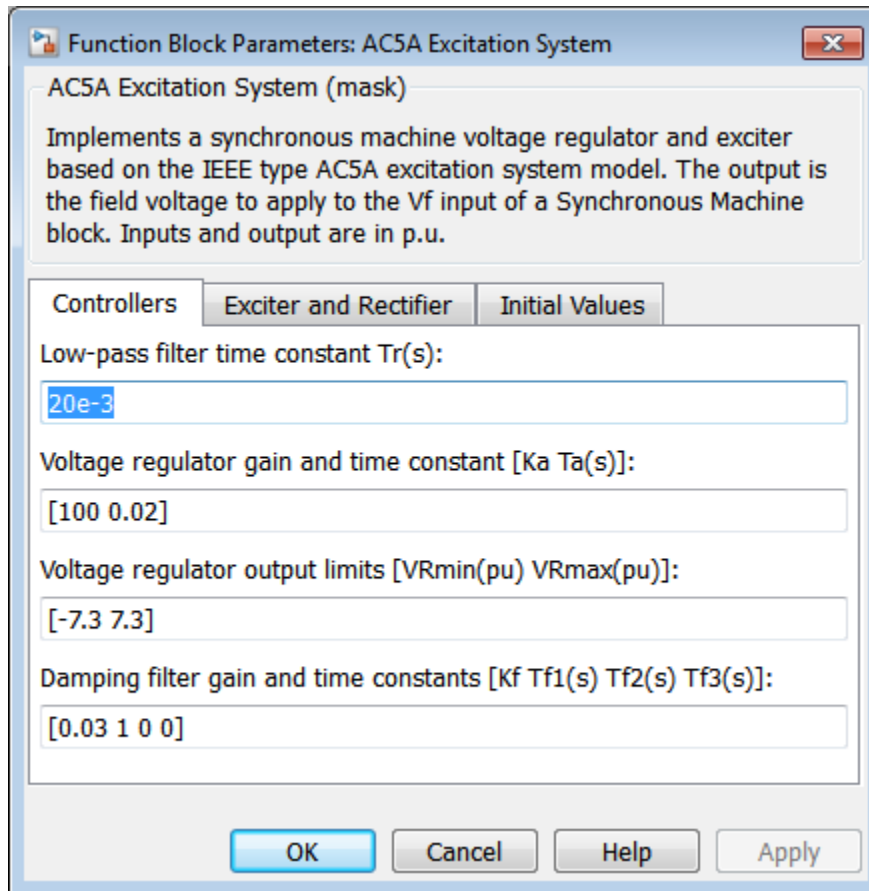 Function Block Parameters: AC5A Excitation System
AC5A Excitation System (mask)
Implements a synchronous machine voltage regulator and exciter
based on the IEEE type AC5A excitation system model. The output is
the field voltage to apply to the Vf input of a Synchronous Machine
block. Inputs and output are in p.u.
Controllers Exciter and Rectifier Initial Values
Low-pass filter time constant Tr(s):
20e-3
Voltage regulator gain and time constant [Ka Ta(s)]:
[100 0.02]
Voltage regulator output limits [VRmin(pu) VRmax(pu)]:
[-7.3 7.3]
Damping filter gain and time constants [Kf Tf1(s) Tf2(s) Tf3(s)]:
[0.03 1 0 0]
OK Cancel Help Apply